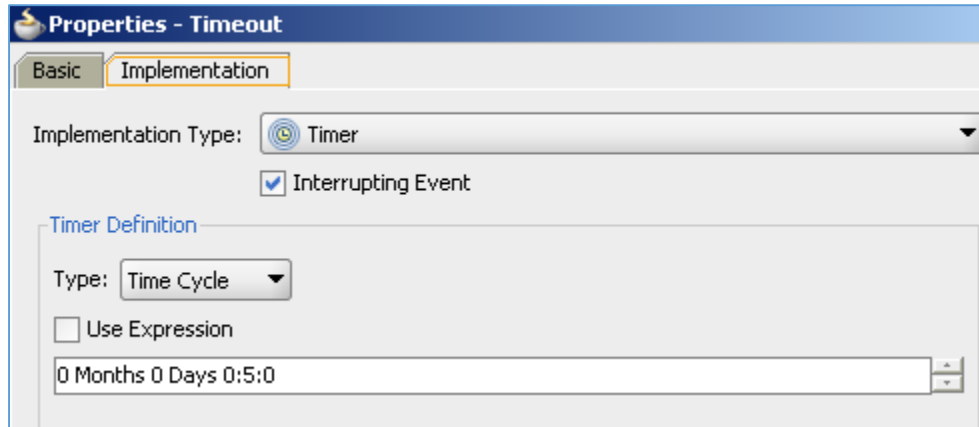 Properties - Timeout
Basic Implementation
Implementation Type: Timer
Interrupting Event
Timer Definition
Type: Time Cycle
Use Expression
0 Months 0 Days 0:5:0